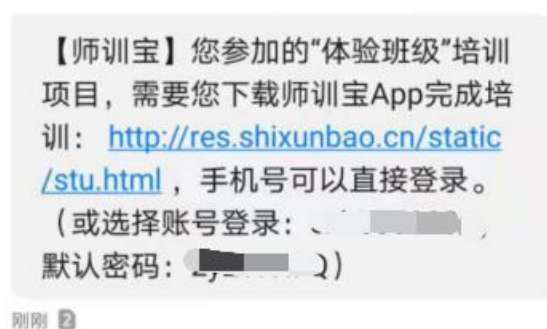 【师训宝】您参加的“体验班级”培训
项目，需要您下载师训宝App完成培
训： http://res.shixunbao.cn/static
/stu.html ，手机号可以直接登录。
（或选择账号登录：
默认密码：）
刚刚 2